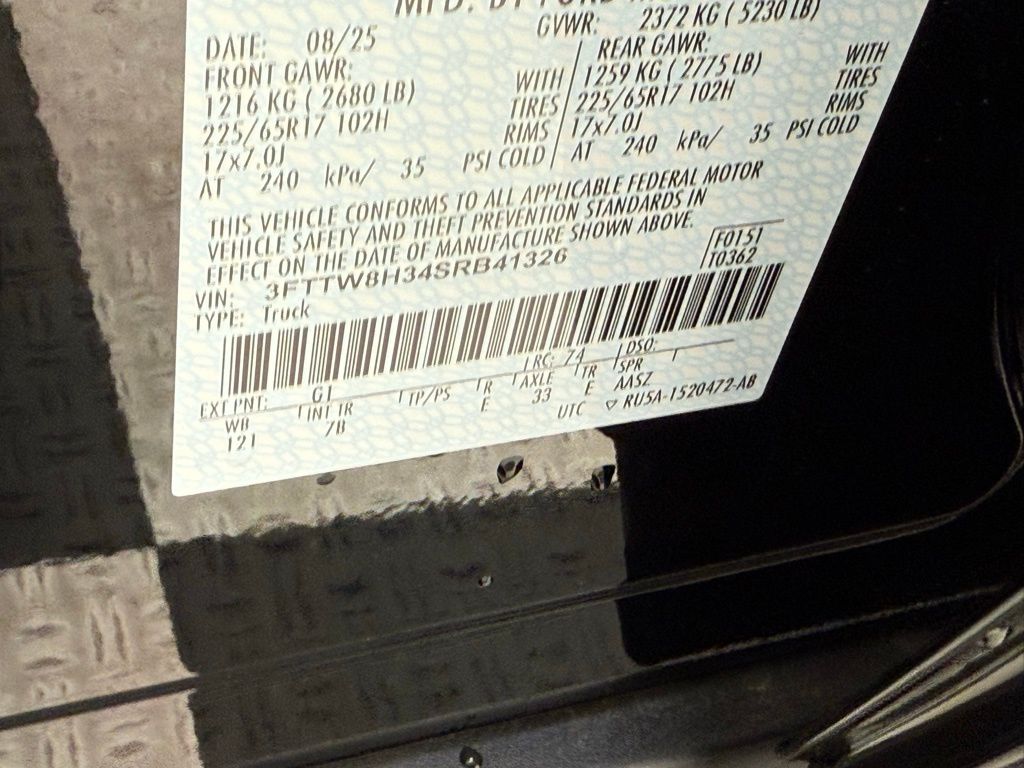 MFD. BY FORD
DATE: 08/25 GVWR: 2372 KG ( 5230 LB)
FRONT GAWR: REAR GAWR:
1216 KG ( 2680 LB) WITH 1259 KG ( 2775 LB) WITH
225/65R17 102H TIRES 225/65R17 102H TIRES
17x7.0J RIMS 17x7.0J RIMS
AT 240 kPa/ 35 PSI COLD AT 240 kPa/ 35 PSI COLD
THIS VEHICLE CONFORMS TO ALL APPLICABLE FEDERAL MOTOR
VEHICLE SAFETY AND THEFT PREVENTION STANDARDS IN
EFFECT ON THE DATE OF MANUFACTURE SHOWN ABOVE.
F0151
VIN: 3FTTW8H34SRB41326 T0362
TYPE: Truck
EXT PNT: G1 RC: 74 DSO:
WB INT TR TP/PS R AXLE TR SPR
121 7B E 33 E AASZ
UTC RU5A-1520472-AB